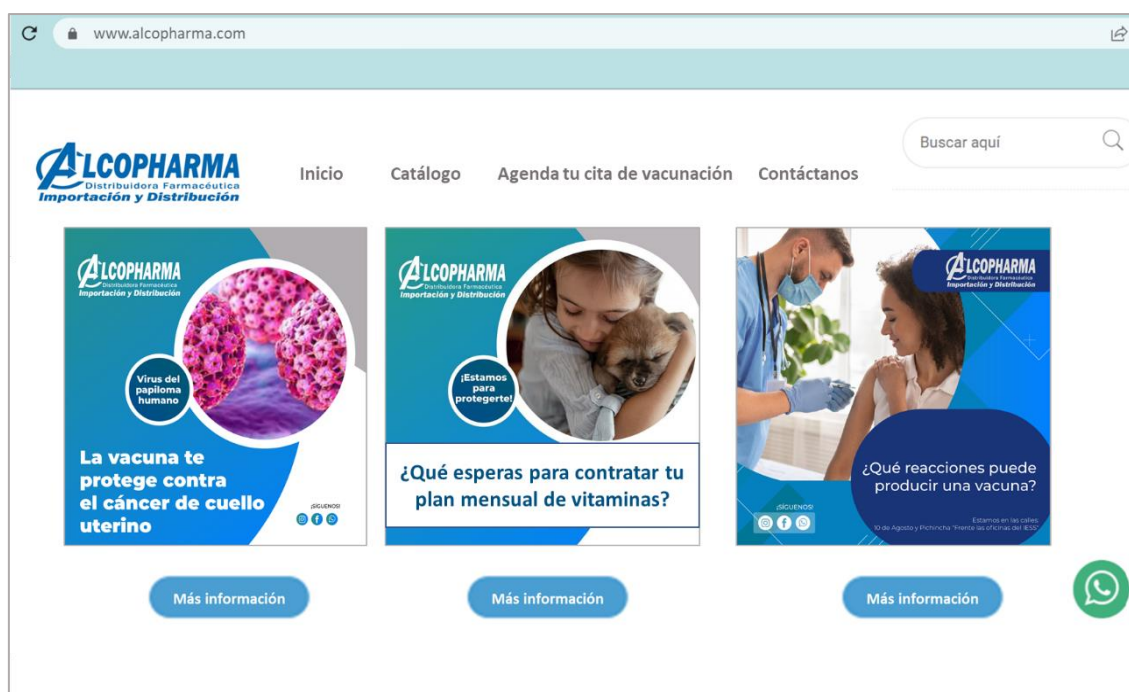 www.alcopharma.com
Buscar aquí
ALCOPHARMA
Distribuidora Farmacéutica
Importación y Distribución
Inicio
Catálogo
Agenda tu cita de vacunación
Contáctanos
ALCOPHARMA
Distribuidora Farmacéutica
Importación y Distribución
Virus del
papiloma
humano
La vacuna te
protege contra
el cáncer de cuello
uterino
¡SÍGUENOS!
ALCOPHARMA
Distribuidora Farmacéutica
Importación y Distribución
¡Estamos
para
protegerte!
¿Qué esperas para contratar tu
plan mensual de vitaminas?
ALCOPHARMA
Distribuidora Farmacéutica
Importación y Distribución
¿Qué reacciones puede
producir una vacuna?
¡SÍGUENOS!
Estamos en las calles
10 de Agosto y Pichincha "Frente las oficinas del IESS"
Más información
Más información
Más información